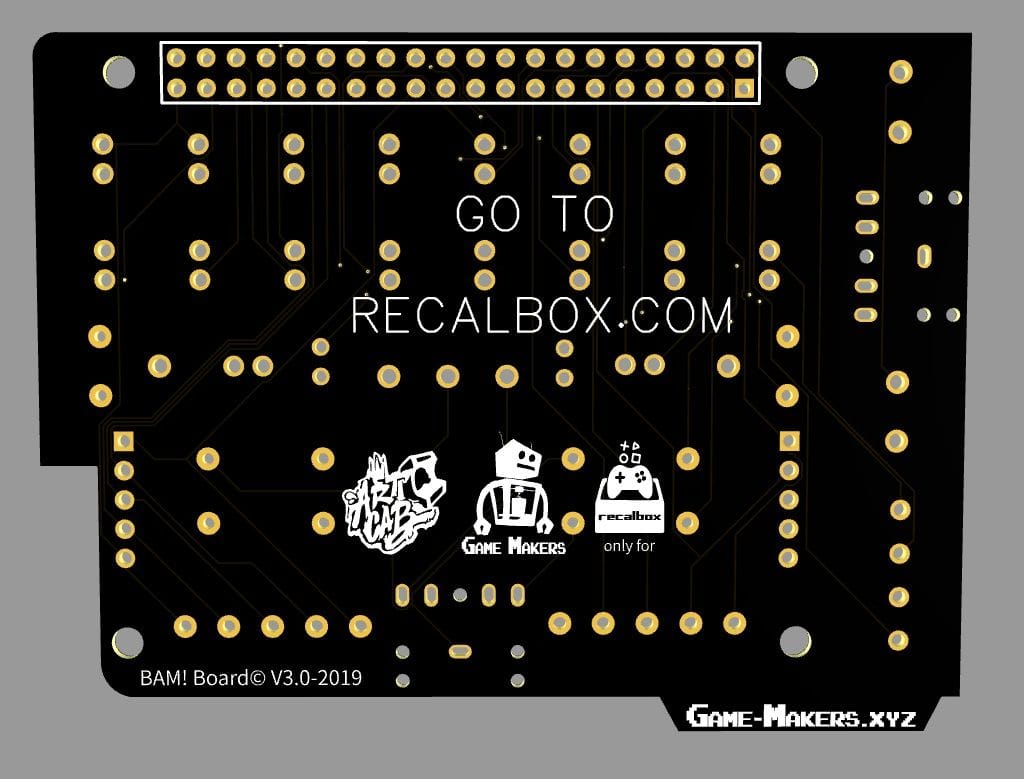 GO TO
RECALBOX.COM
ART
CAB
GAME MAKERS
recalbox
only for
BAM! Board© V3.0-2019
GAME-MAKERS.XYZ